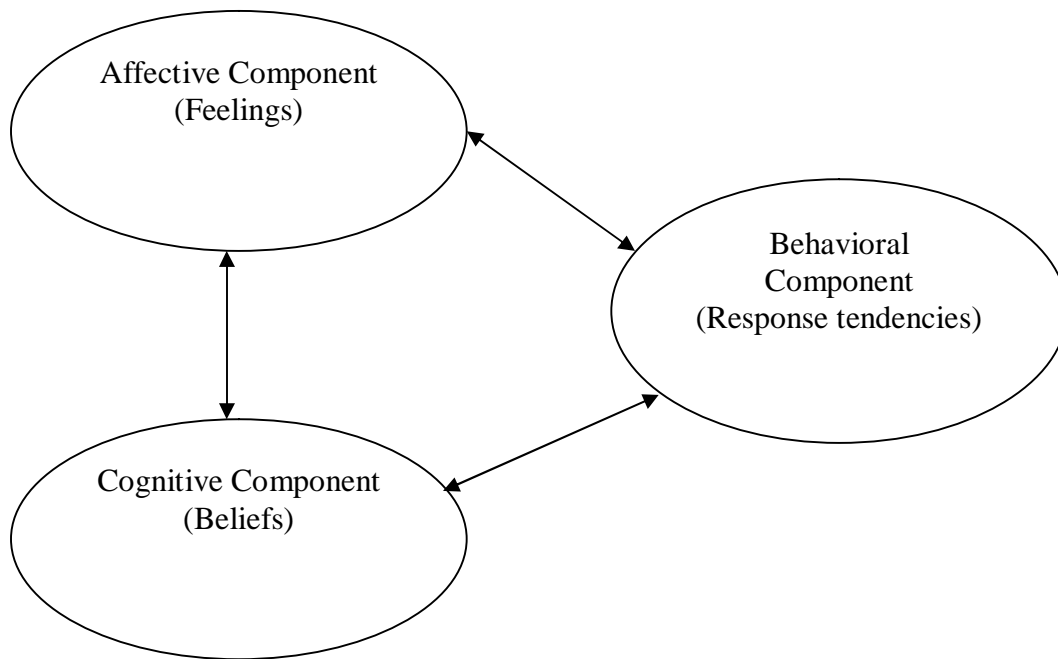 Affective Component
(Feelings)
Behavioral
Component
(Response tendencies)
Cognitive Component
(Beliefs)